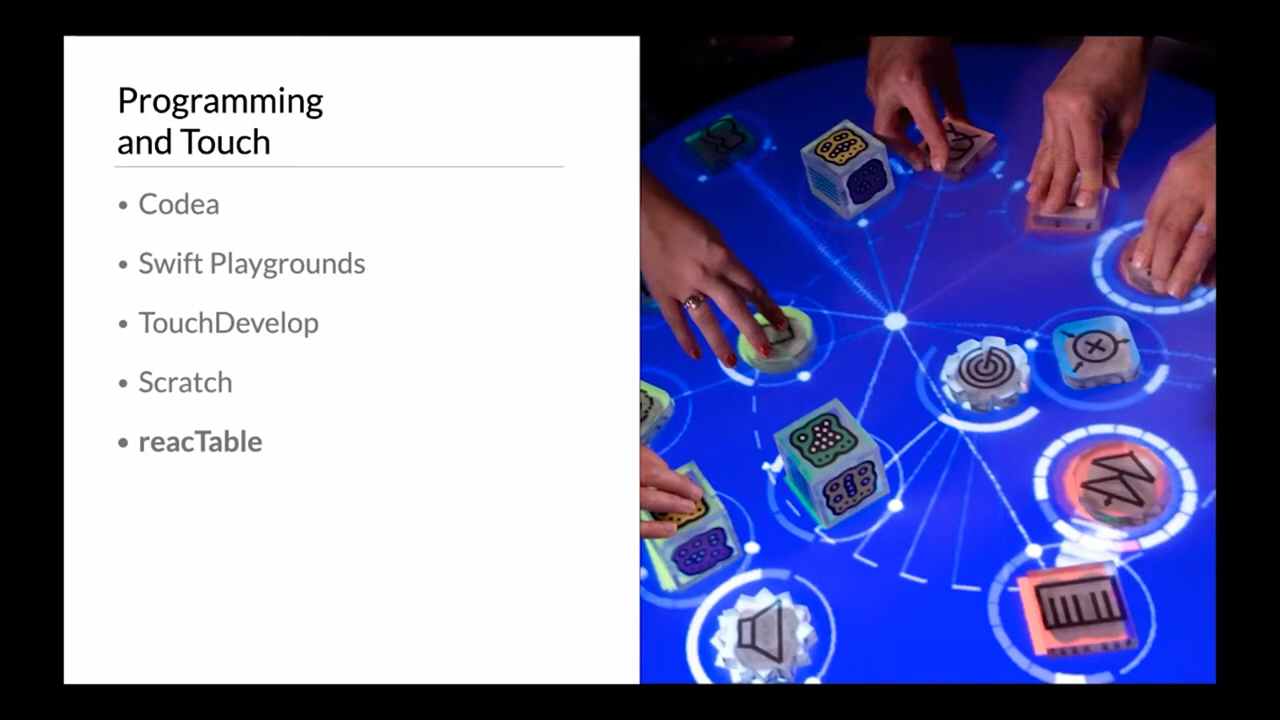 Programming
and Touch
• Codea
• Swift Playgrounds
• TouchDevelop
• Scratch
• reacTable